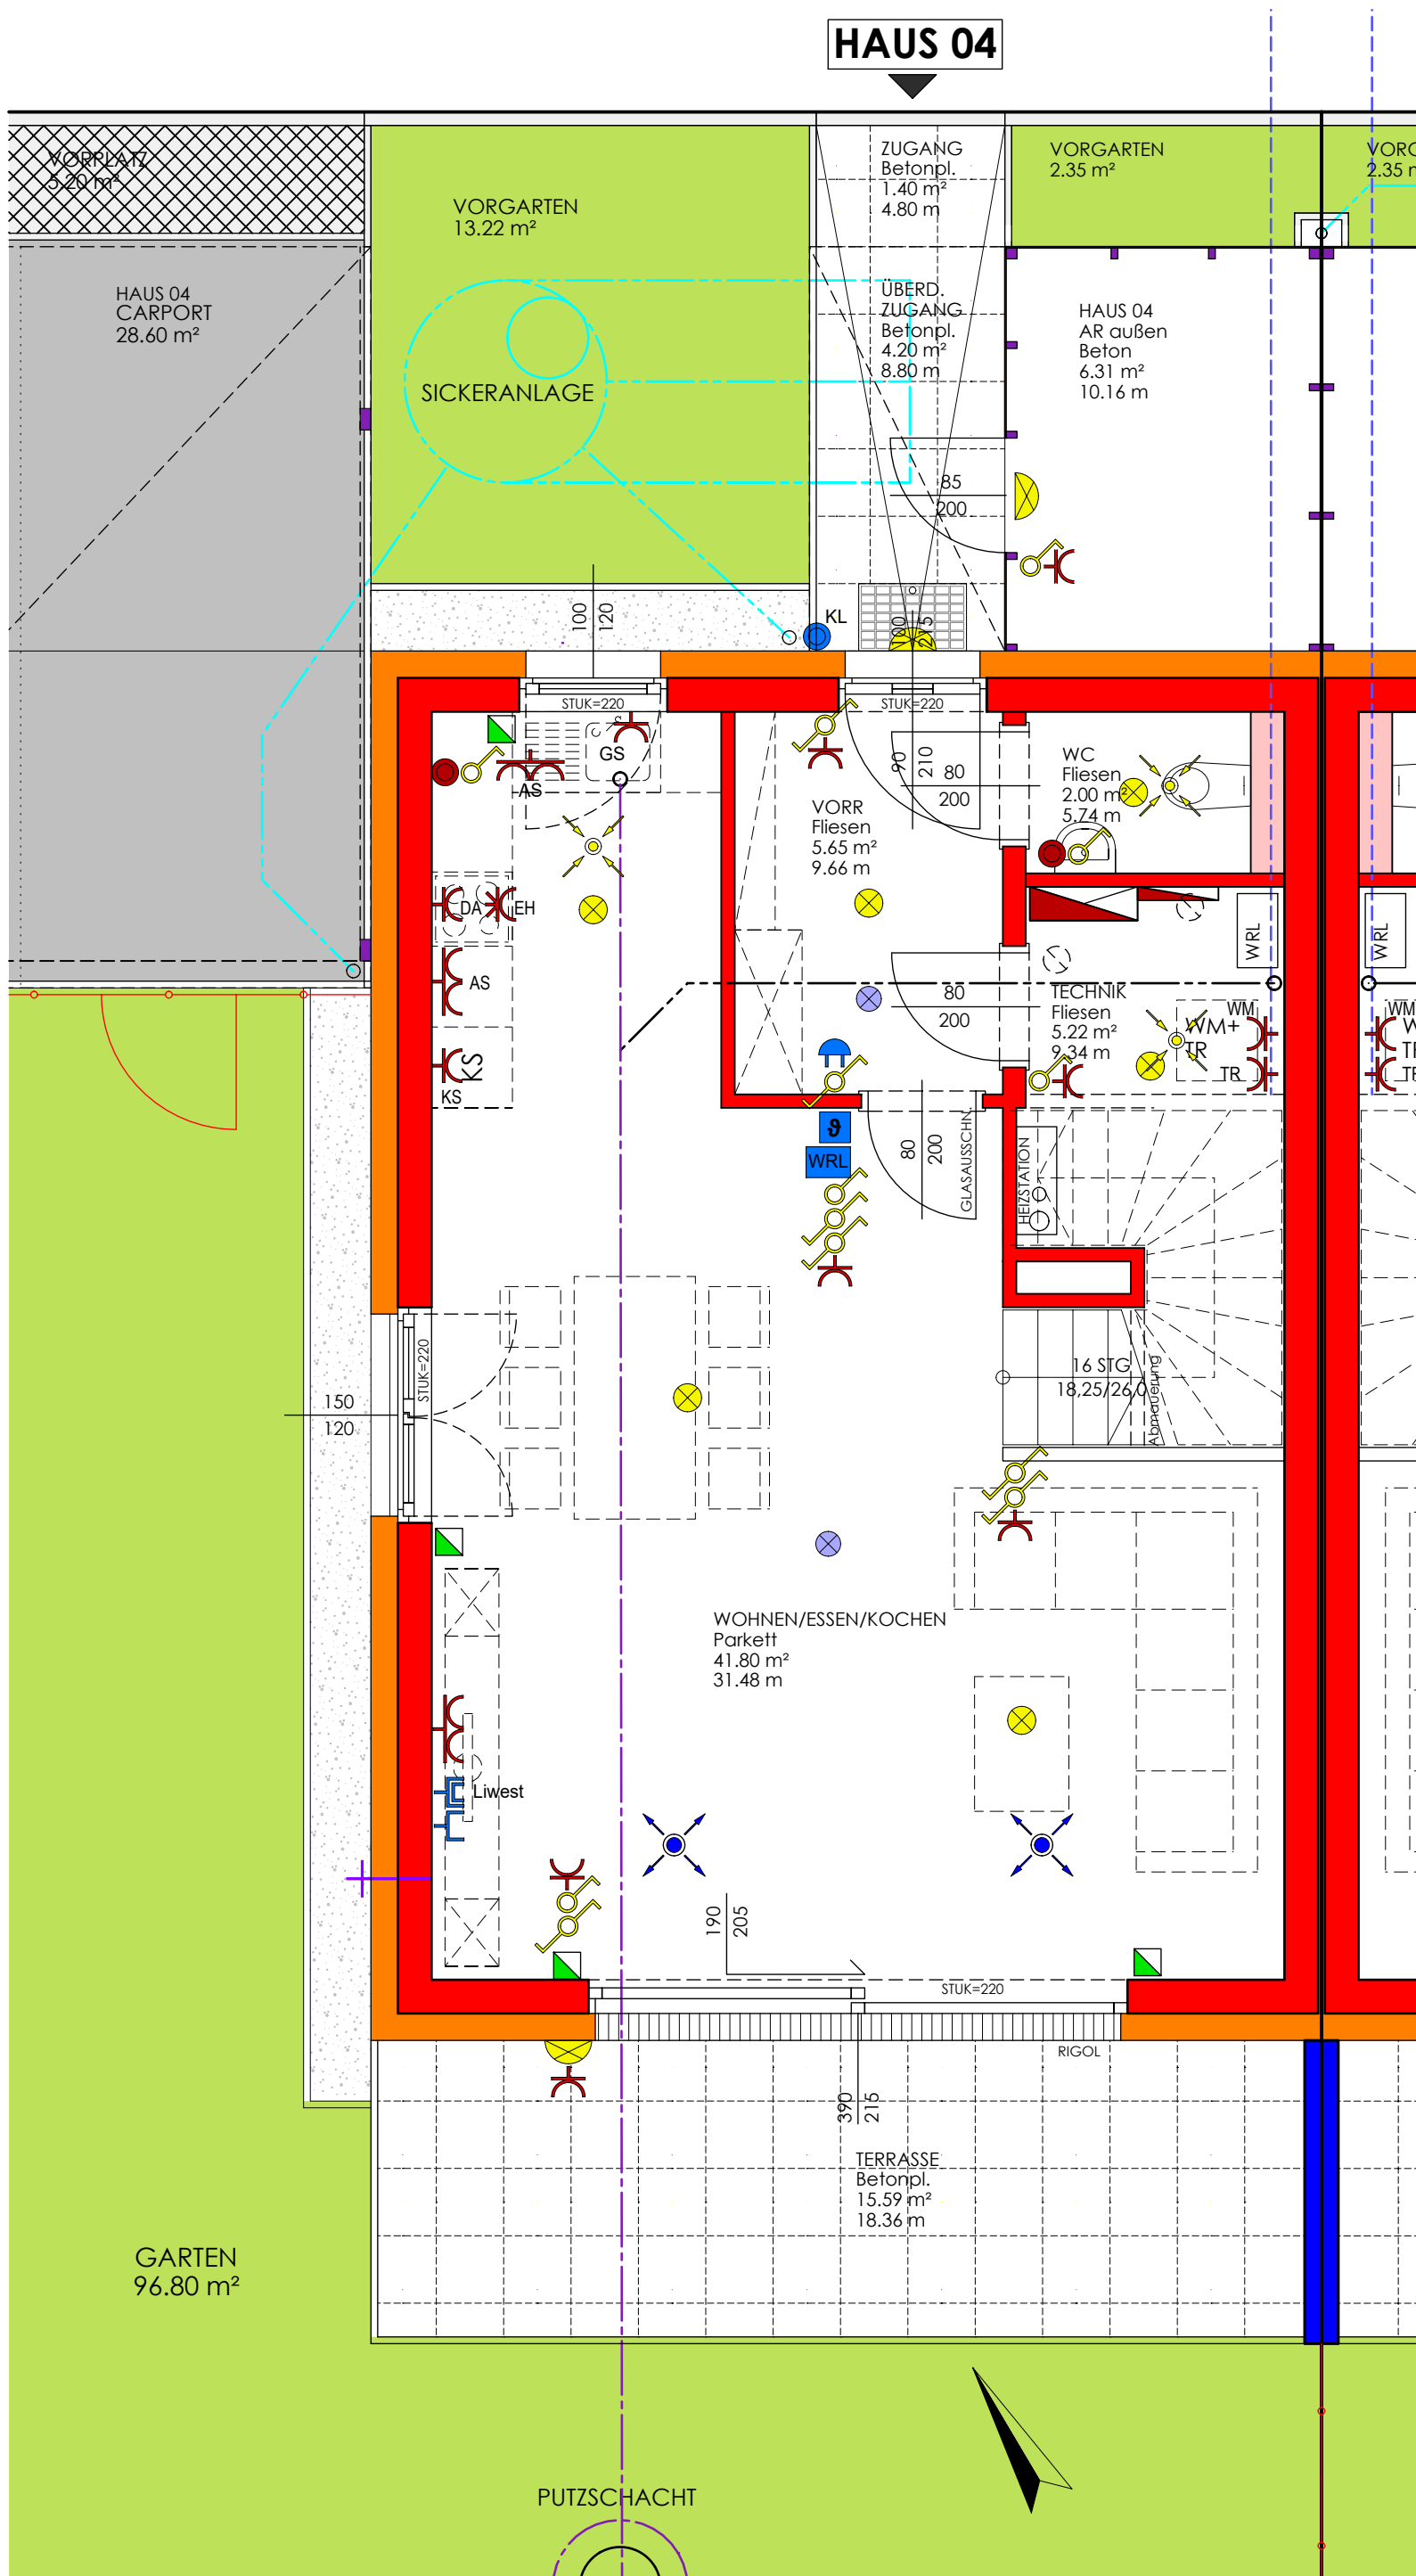 HAUS 04
VORPLATZ
5.20 m²
VORGARTEN
13.22 m²
ZUGANG
Betonpl.
1.40 m²
4.80 m
VORGARTEN
2.35 m²
2.35
HAUS 04
CARPORT
28.60 m²
SICKERANLAGE
ÜBERD.
ZUGANG
Betonpl.
4.20 m²
8.80 m
HAUS 04
AR außen
Beton
6.31 m²
10.16 m
85
200
100
120
KL
100
215
STUK=220
STUK=220
GS
AS
90
210
80
200
WC
Fliesen
2.00 m²
5.74 m
VORR
Fliesen
5.65 m²
9.66 m
DA
EH
WRL
WRL
AS
80
200
TECHNIK
Fliesen
5.22 m²
9.34 m
WM
WM+
TR
TR
WM
KS
KS
ϑ
WRL
80
200
GLASAUSSCHN.
HEIZSTATION
STUK=220
150
120
16 STG
18,25/26,0
Abmauerung
WOHNEN/ESSEN/KOCHEN
Parkett
41.80 m²
31.48 m
Liwest
190
205
STUK=220
RIGOL
390
215
TERRASSE
Betonpl.
15.59 m²
18.36 m
GARTEN
96.80 m²
PUTZSCHACHT